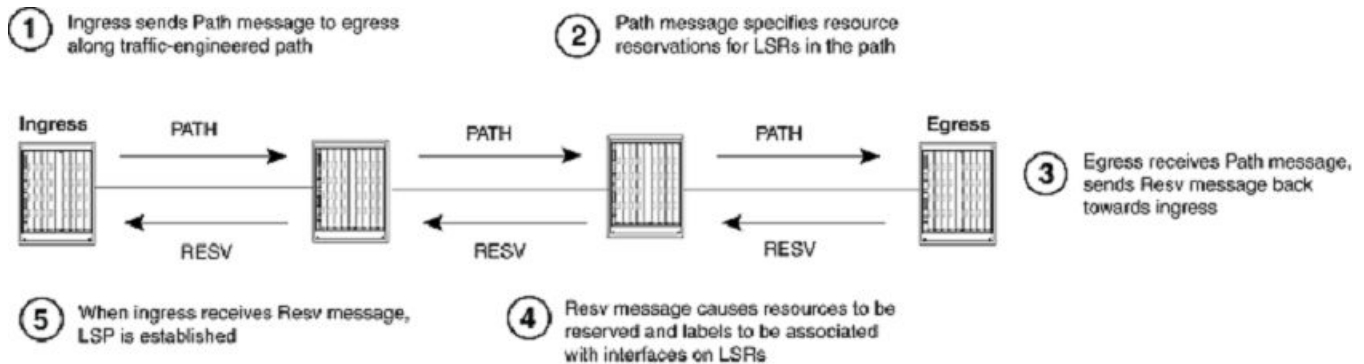 1 Ingress sends Path message to egress
along traffic-engineered path
2 Path message specifies resource
reservations for LSRs in the path
Ingress
PATH
PATH
PATH
Egress
RESV
RESV
RESV
3 Egress receives Path message,
sends Resv message back
towards ingress
5 When ingress receives Resv message,
LSP is established
4 Resv message causes resources to be
reserved and labels to be associated
with interfaces on LSRs